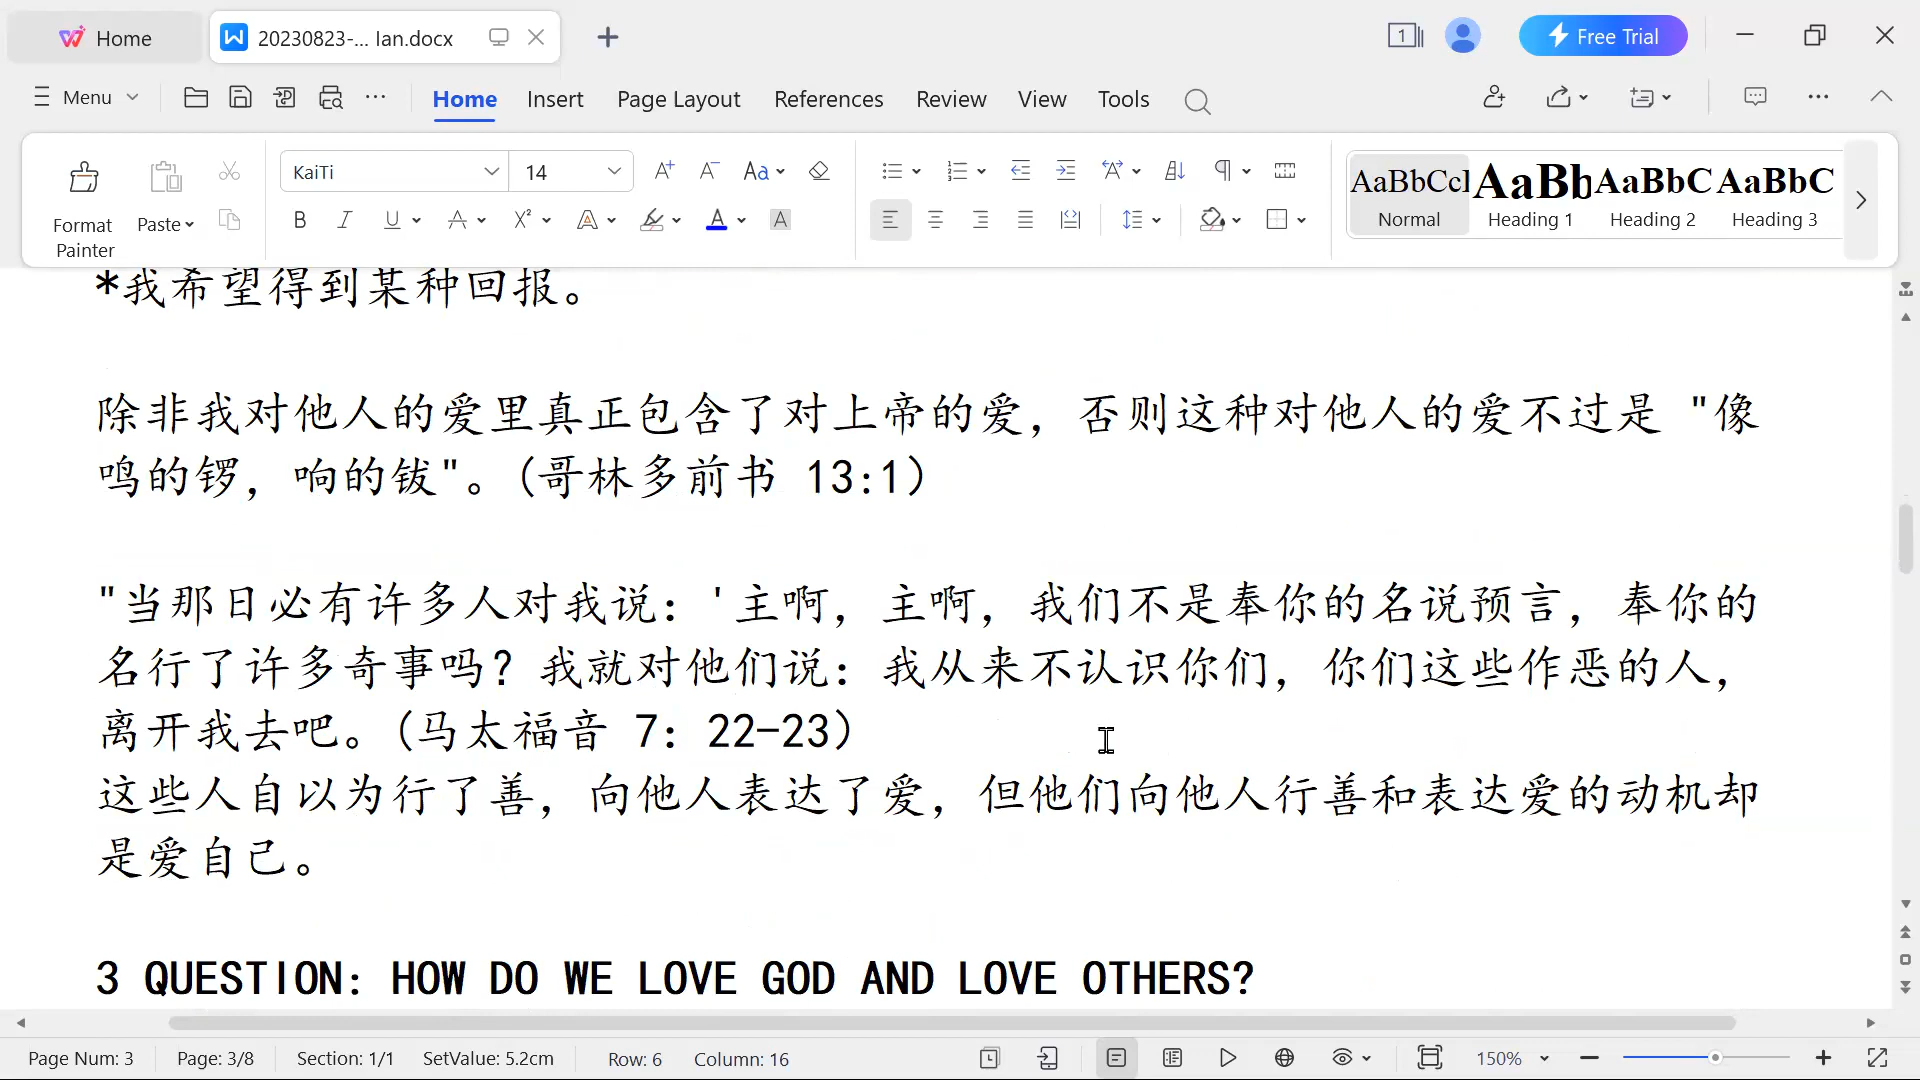 Home
20230823-... Ian.docx
1
Free Trial
Menu
Home Insert Page Layout References Review View Tools
Format Painter
Paste
KaiTi 14
AaBbCcD Normal
AaBb Heading 1
AaBbC Heading 2
AaBbC Heading 3
*我希望得到某种回报。
除非我对他人的爱里真正包含了对上帝的爱，否则这种对他人的爱不过是 "像
鸣的锣，响的钹"。(哥林多前书 13:1)
"当那日必有许多人对我说：'主啊，主啊，我们不是奉你的名说预言，奉你的
名行了许多奇事吗？我就对他们说：我从来不认识你们，你们这些作恶的人，
离开我去吧。(马太福音 7: 22-23)
这些人自以为行了善，向他人表达了爱，但他们向他人行善和表达爱的动机却
是爱自己。
3 QUESTION: HOW DO WE LOVE GOD AND LOVE OTHERS?
Page Num: 3 Page: 3/8 Section: 1/1 SetValue: 5.2cm Row: 6 Column: 16 150%